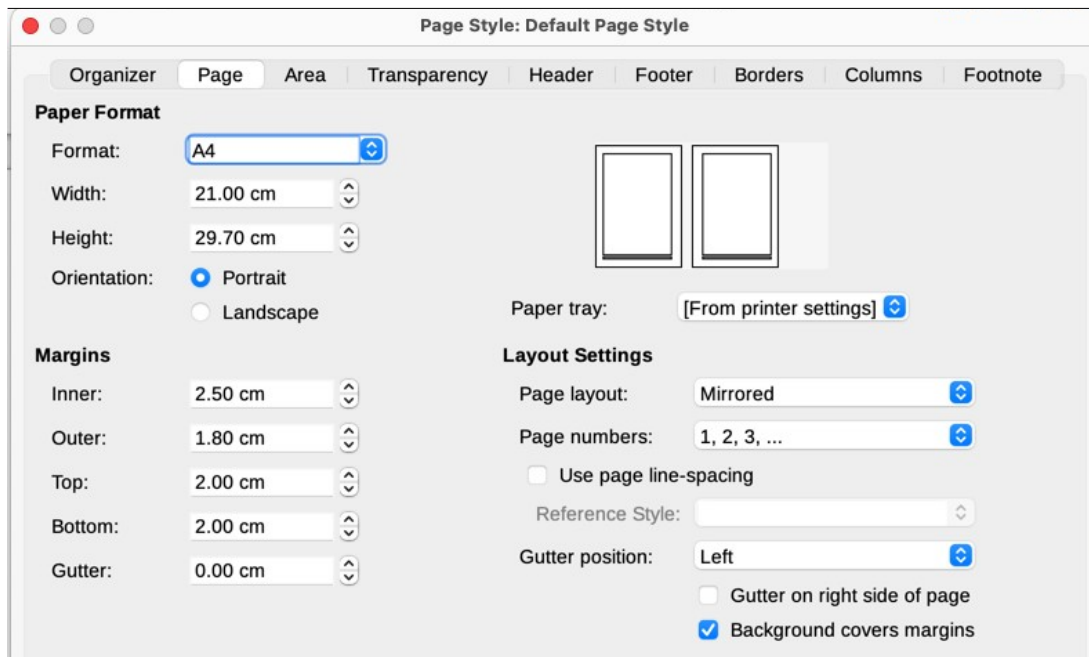 Page Style: Default Page Style
Organizer Page Area Transparency Header Footer Borders Columns Footnote
Paper Format
Format: A4
Width: 21.00 cm
Height: 29.70 cm
Orientation: Portrait
Landscape
Paper tray: [From printer settings]
Margins
Inner: 2.50 cm
Outer: 1.80 cm
Top: 2.00 cm
Bottom: 2.00 cm
Gutter: 0.00 cm
Layout Settings
Page layout: Mirrored
Page numbers: 1, 2, 3, ...
Use page line-spacing
Reference Style:
Gutter position: Left
Gutter on right side of page
Background covers margins